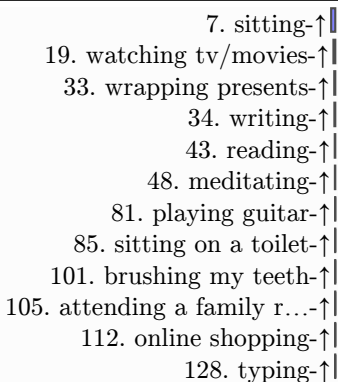 7. sitting-↑
19. watching tv/movies-↑
33. wrapping presents-↑
34. writing-↑
43. reading-↑
48. meditating-↑
81. playing guitar-↑
85. sitting on a toilet-↑
101. brushing my teeth-↑
105. attending a family r...-↑
112. online shopping-↑
128. typing-↑